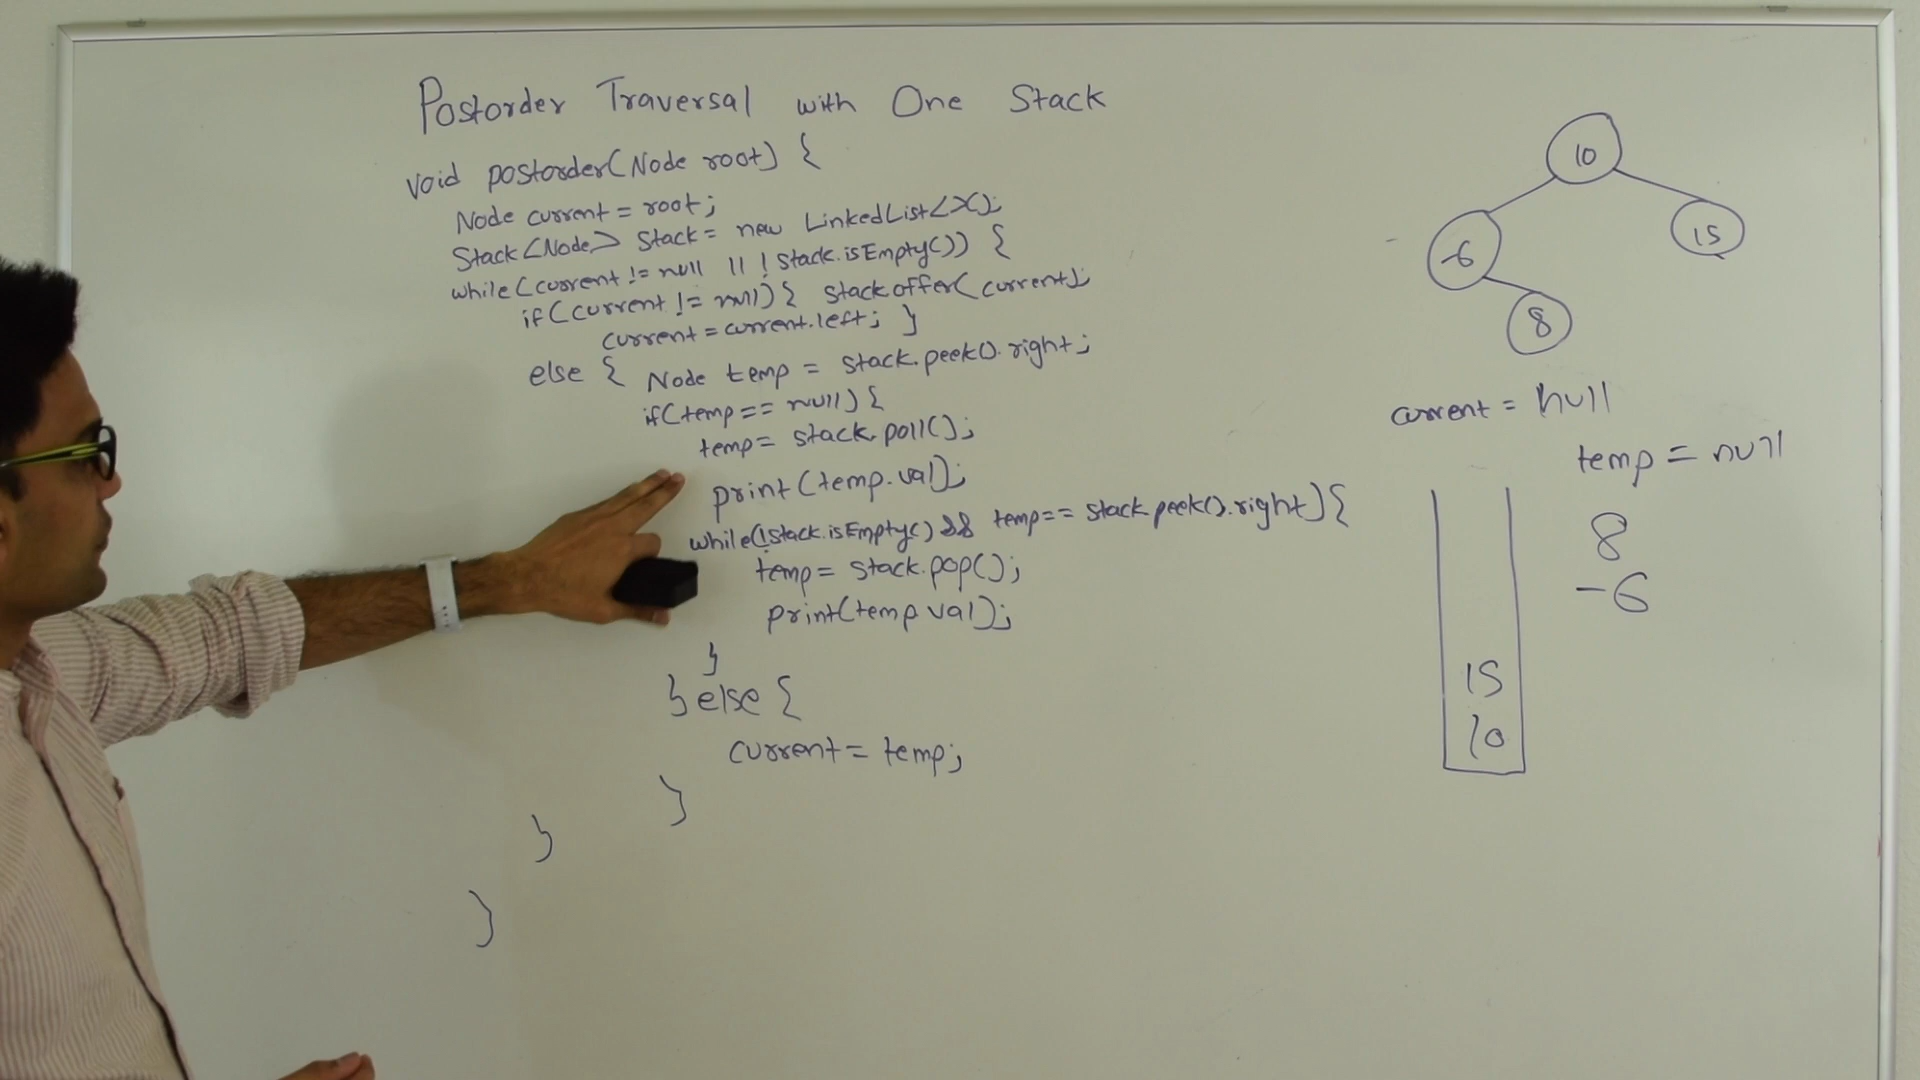 Postorder Traversal with One Stack
void postorder(Node root) {
Node current = root;
Stack<Node> stack = new LinkedList<>();
while(current != null || !stack.isEmpty()) {
if(current != null) { stack.offer(current);
current = current.left; }
else { Node temp = stack.peek().right;
if(temp == null) {
temp = stack.poll();
print(temp.val);
while(!stack.isEmpty() && temp == stack.peek().right) {
temp = stack.pop();
print(temp.val);
}
} else {
current = temp;
}
}
}
10
-6
15
8
current = null
temp = null
8
-6
15
10